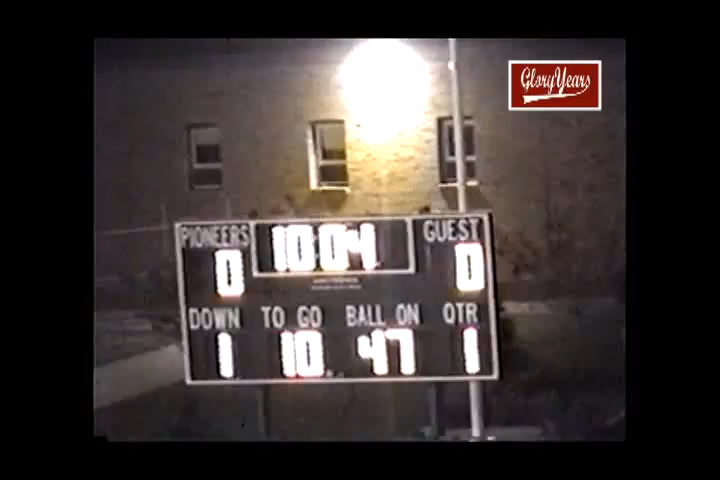 GloryYears
PIONEERS 10:04 GUEST
0 0
DOWN TO GO BALL ON QTR
1 10 47 1